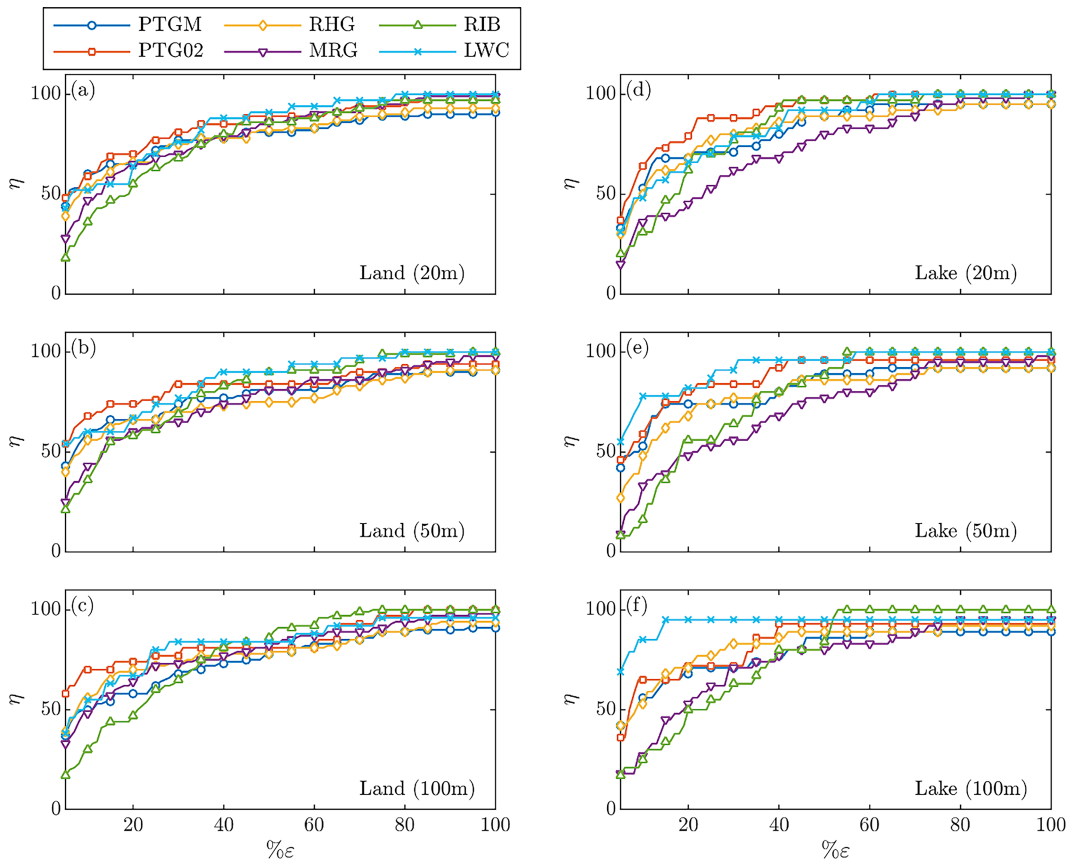 PTGM RHG RIB
PTG02 MRG LWC
(a) (d)
100 100
η η
50 50
Land (20m) Lake (20m)
0 0
(b) (e)
100 100
η η
50 50
Land (50m) Lake (50m)
0 0
(c) (f)
100 100
η η
50 50
Land (100m) Lake (100m)
0 0
20 40 60 80 100 20 40 60 80 100
%ε %ε